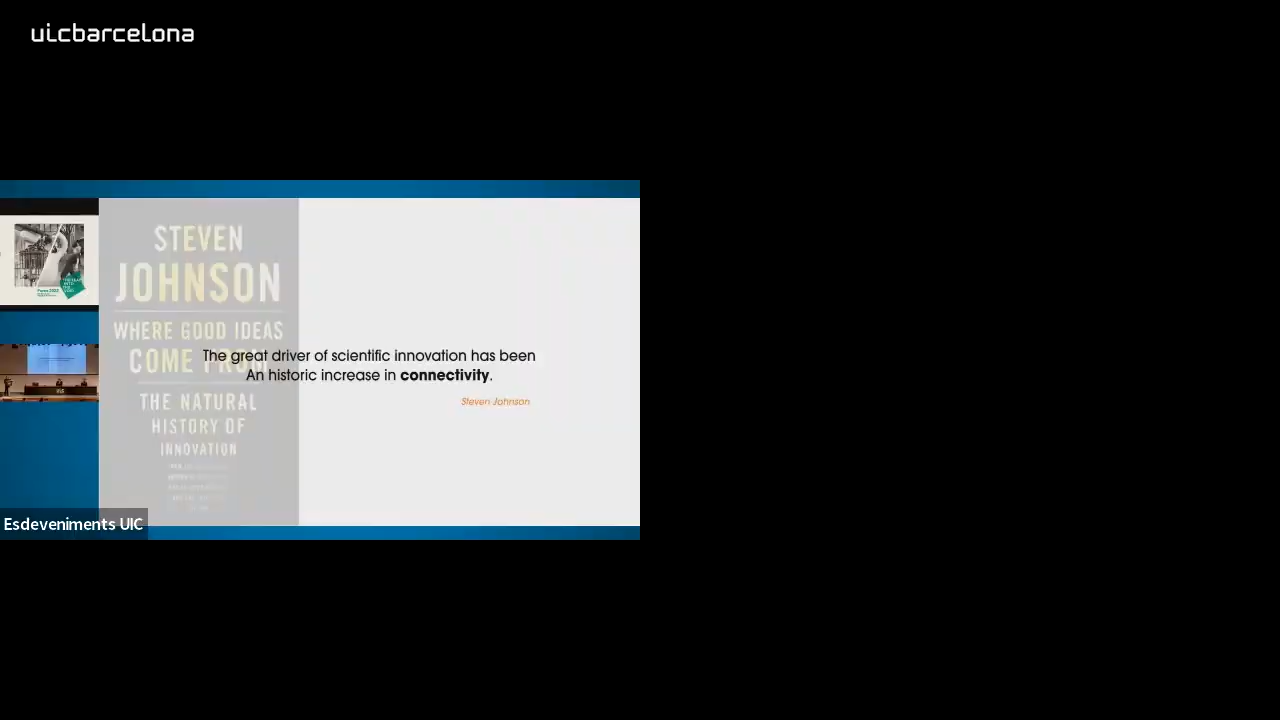 uicbarcelona
STEVEN
JOHNSON
WHERE GOOD IDEAS
COME FROM
THE NATURAL
HISTORY OF
INNOVATION
The great driver of scientific innovation has been
An historic increase in connectivity.
Steven Johnson
Esdeveniments UIC